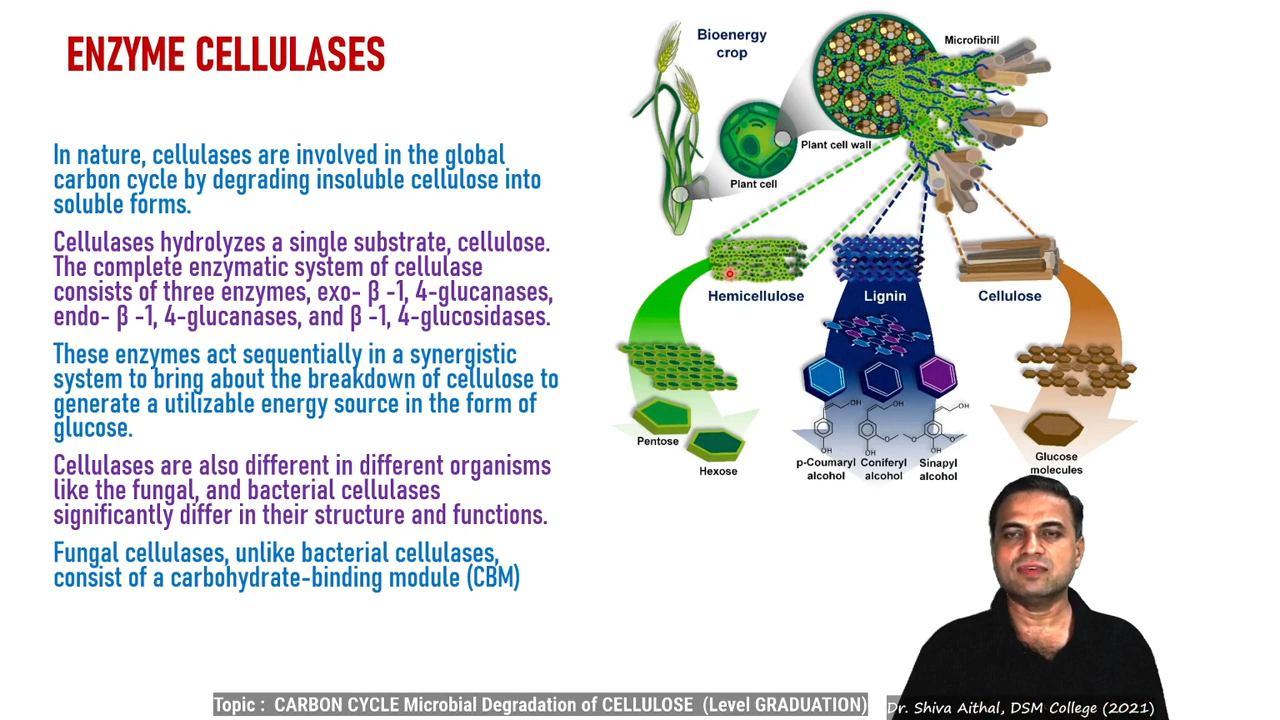 ENZYME CELLULASES
In nature, cellulases are involved in the global
carbon cycle by degrading insoluble cellulose into
soluble forms.
Cellulases hydrolyzes a single substrate, cellulose.
The complete enzymatic system of cellulase
consists of three enzymes, exo- β -1, 4-glucanases,
endo- β -1, 4-glucanases, and β -1, 4-glucosidases.
These enzymes act sequentially in a synergistic
system to bring about the breakdown of cellulose to
generate a utilizable energy source in the form of
glucose.
Cellulases are also different in different organisms
like the fungal, and bacterial cellulases
significantly differ in their structure and functions.
Fungal cellulases, unlike bacterial cellulases,
consist of a carbohydrate-binding module (CBM)
Bioenergy
crop
Microfibrill
Plant cell wall
Plant cell
Hemicellulose
Lignin
Cellulose
Pentose
Hexose
OH
OH
OH
OH
OH
OH
p-Coumaryl
alcohol
Coniferyl
alcohol
Sinapyl
alcohol
Glucose
molecules
Topic : CARBON CYCLE Microbial Degradation of CELLULOSE (Level GRADUATION)
Dr. Shiva Aithal, DSM College (2021)